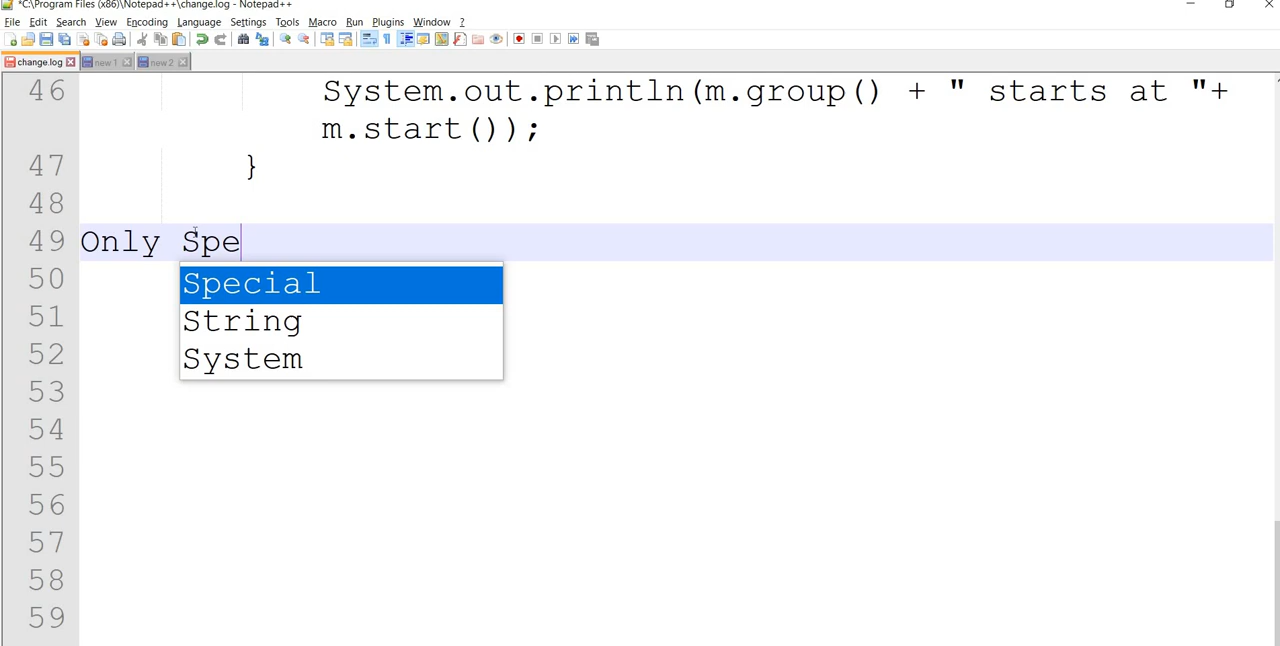 *C:\Program Files (x86)\Notepad++\change.log - Notepad++
File Edit Search View Encoding Language Settings Tools Macro Run Plugins Window ?
change.log new 1 new 2
46 System.out.println(m.group() + " starts at "+
m.start());
47 }
48
49 Only Spe
50 Special
51 String
52 System
53
54
55
56
57
58
59